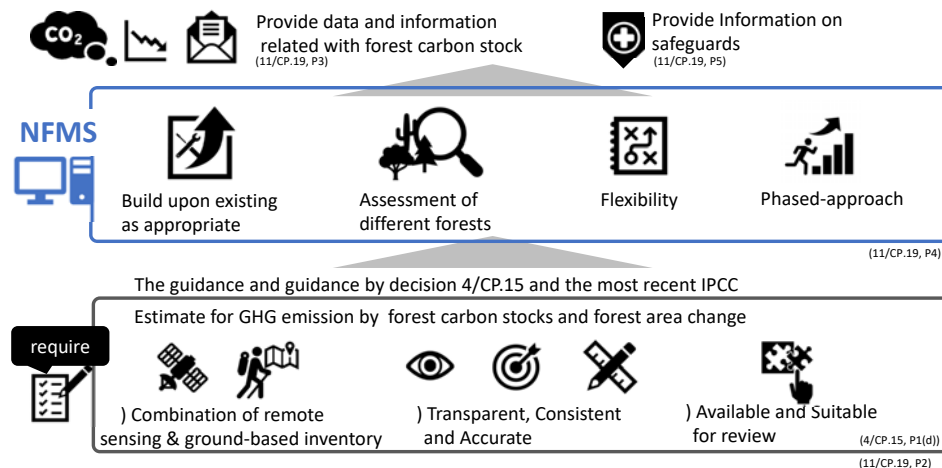 CO₂
Provide data and information
related with forest carbon stock
(11/CP.19, P3)
Provide Information on
safeguards
(11/CP.19, P5)
NFMS
Build upon existing
as appropriate
Assessment of
different forests
Flexibility
Phased-approach
(11/CP.19, P4)
The guidance and guidance by decision 4/CP.15 and the most recent IPCC
Estimate for GHG emission by forest carbon stocks and forest area change
require
) Combination of remote
sensing & ground-based inventory
) Transparent, Consistent
and Accurate
) Available and Suitable
for review
(4/CP.15, P1(d))
(11/CP.19, P2)